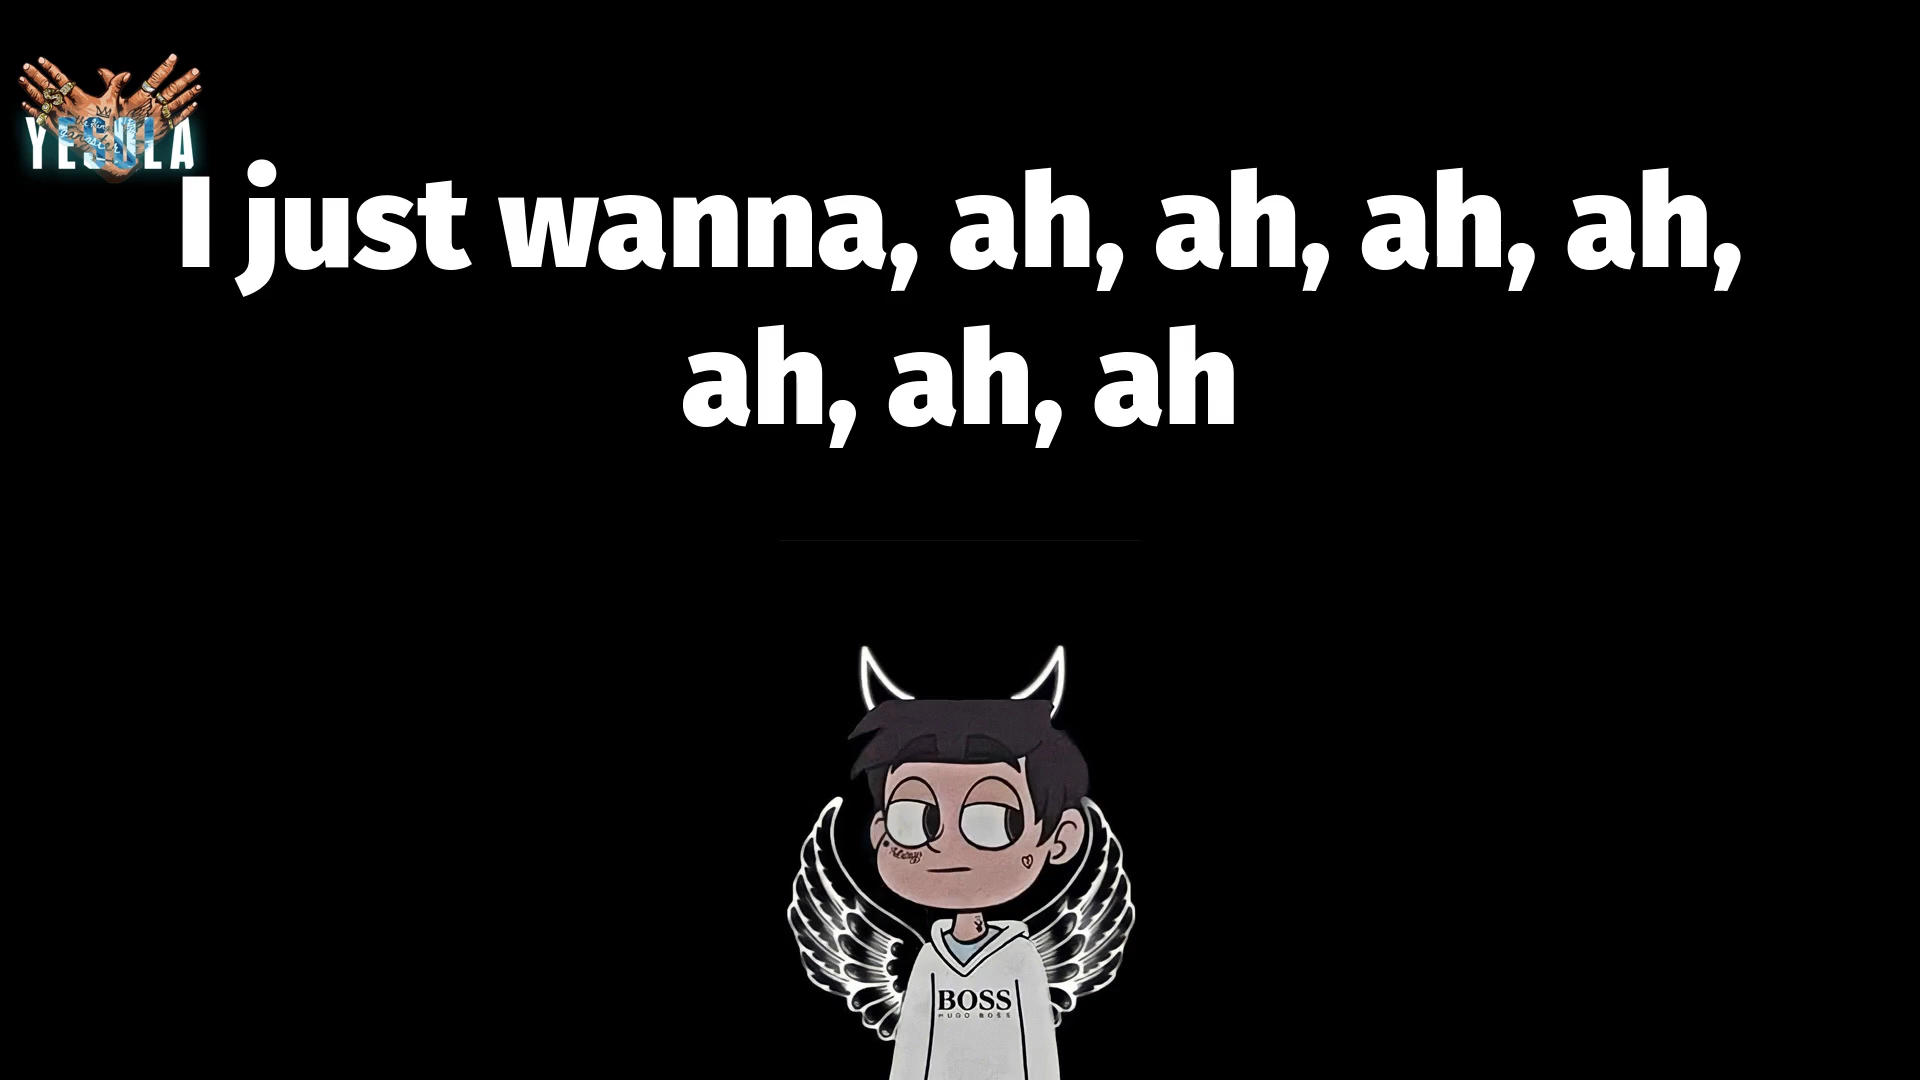 YESULA
I just wanna, ah, ah, ah, ah,
ah, ah, ah
BOSS
HUGO BOSS